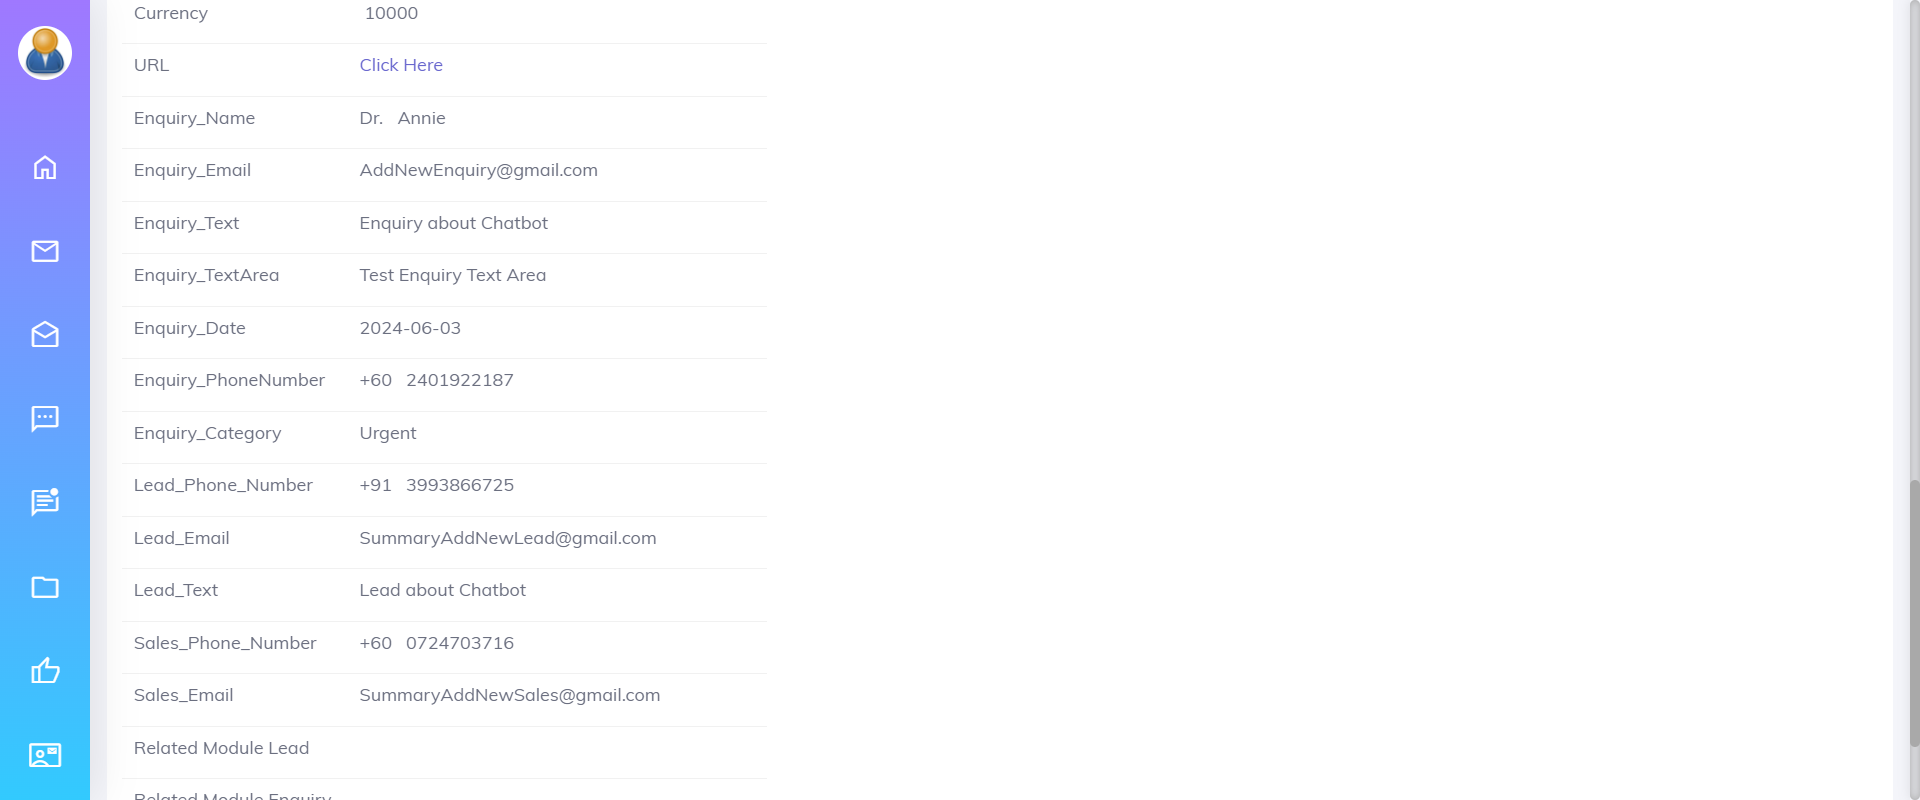 Currency 10000
URL Click Here
Enquiry_Name Dr. Annie
Enquiry_Email AddNewEnquiry@gmail.com
Enquiry_Text Enquiry about Chatbot
Enquiry_TextArea Test Enquiry Text Area
Enquiry_Date 2024-06-03
Enquiry_PhoneNumber +60 2401922187
Enquiry_Category Urgent
Lead_Phone_Number +91 3993866725
Lead_Email SummaryAddNewLead@gmail.com
Lead_Text Lead about Chatbot
Sales_Phone_Number +60 0724703716
Sales_Email SummaryAddNewSales@gmail.com
Related Module Lead
Related Module Enquiry